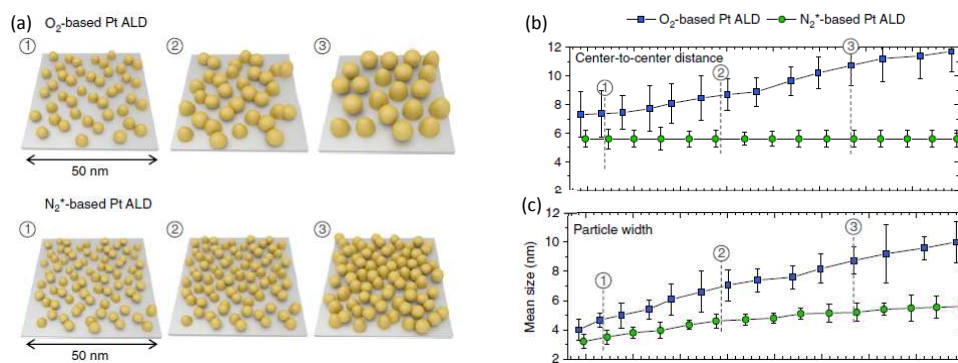 (a)
O₂-based Pt ALD
1 2 3
50 nm
N₂*-based Pt ALD
1 2 3
50 nm
(b)
O₂-based Pt ALD N₂*-based Pt ALD
Center-to-center distance
12
10
8
6
4
2
1 2 3
(c)
Particle width
Mean size (nm)
12
10
8
6
4
2
1 2 3